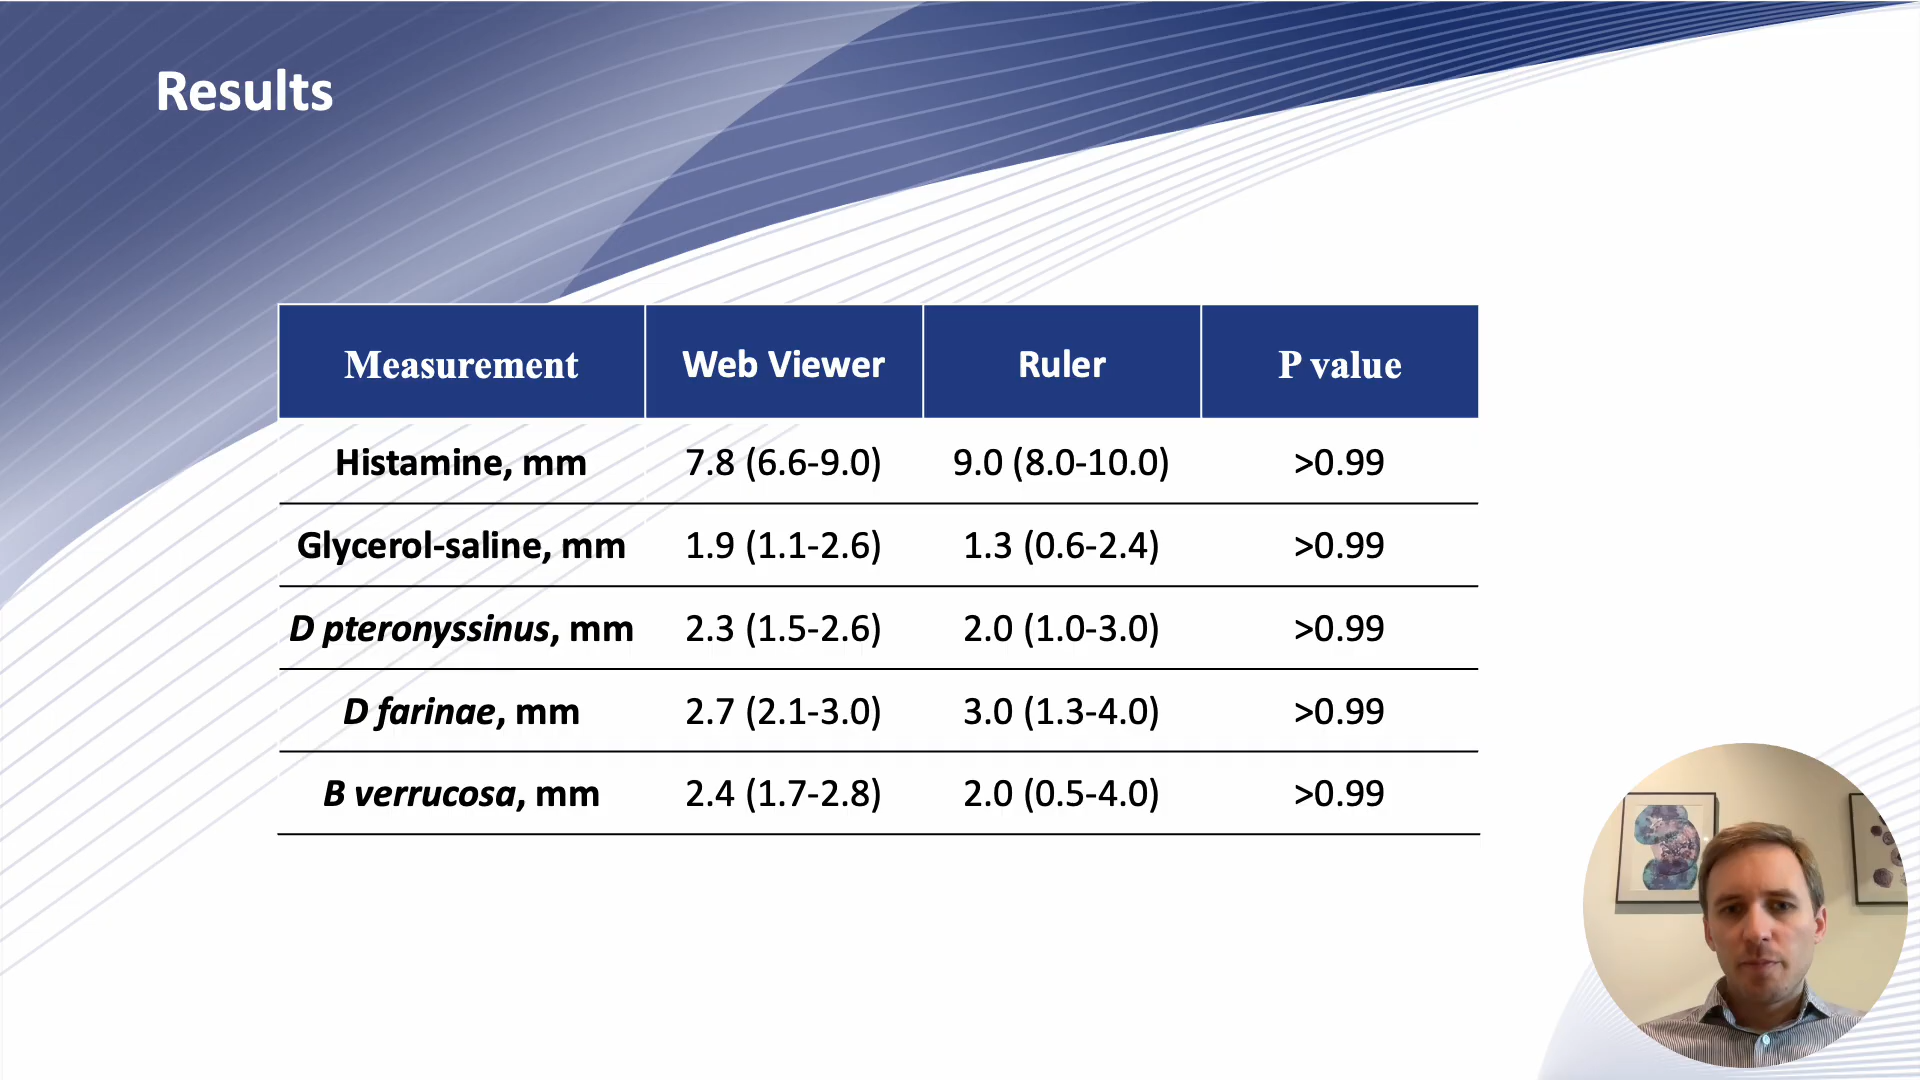 Results
Measurement Web Viewer Ruler P value
Histamine, mm 7.8 (6.6-9.0) 9.0 (8.0-10.0) >0.99
Glycerol-saline, mm 1.9 (1.1-2.6) 1.3 (0.6-2.4) >0.99
D pteronyssinus, mm 2.3 (1.5-2.6) 2.0 (1.0-3.0) >0.99
D farinae, mm 2.7 (2.1-3.0) 3.0 (1.3-4.0) >0.99
B verrucosa, mm 2.4 (1.7-2.8) 2.0 (0.5-4.0) >0.99